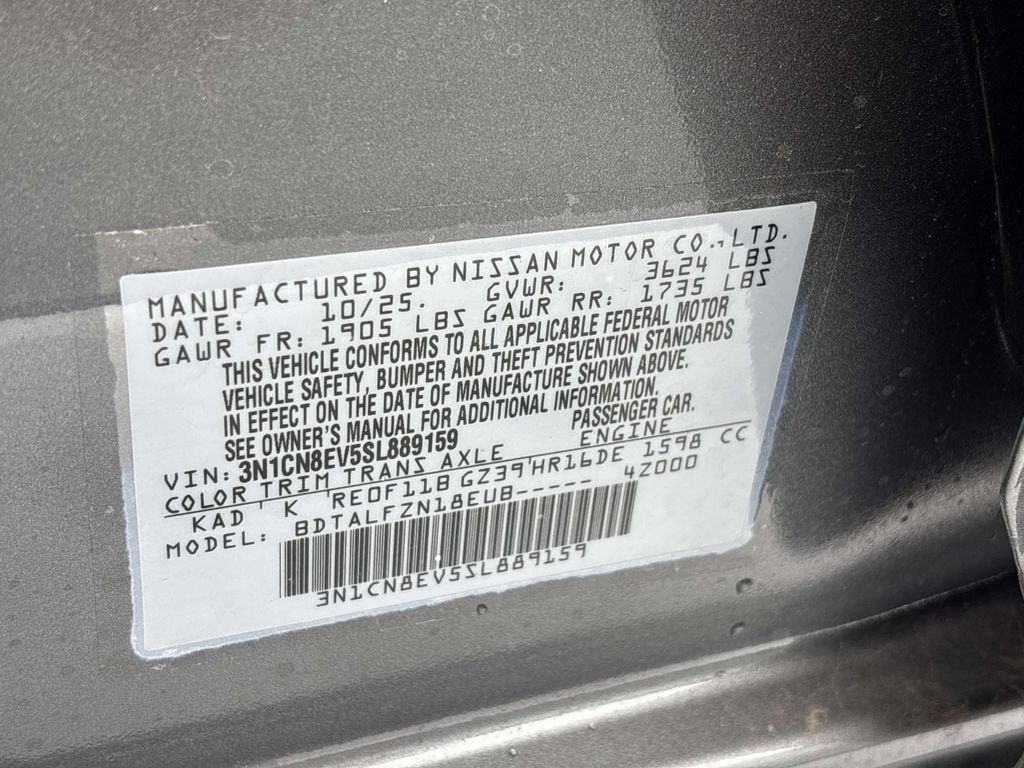 MANUFACTURED BY NISSAN MOTOR CO.,LTD.
DATE: 10/25. GVWR: 3624 LBS
GAWR FR: 1905 LBS GAWR RR: 1735 LBS
THIS VEHICLE CONFORMS TO ALL APPLICABLE FEDERAL MOTOR
VEHICLE SAFETY, BUMPER AND THEFT PREVENTION STANDARDS
IN EFFECT ON THE DATE OF MANUFACTURE SHOWN ABOVE.
SEE OWNER'S MANUAL FOR ADDITIONAL INFORMATION.
VIN: 3N1CN8EV5SL889159 PASSENGER CAR.
COLOR TRIM TRANS AXLE ENGINE
KAD ' K RE0F11B GZ39'HR16DE 1598 CC
MODEL: BDTALFZN18EUB----- 4Z000
3N1CN8EV5SL889159